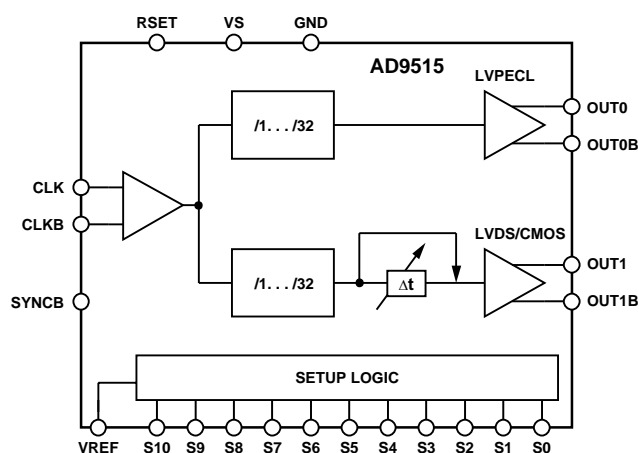 RSET VS GND
AD9515
LVPECL
/1. . . /32
OUT0
OUT0B
CLK
CLKB
LVDS/CMOS
/1. . . /32
Δt
OUT1
OUT1B
SYNCB
SETUP LOGIC
VREF S10 S9 S8 S7 S6 S5 S4 S3 S2 S1 S0